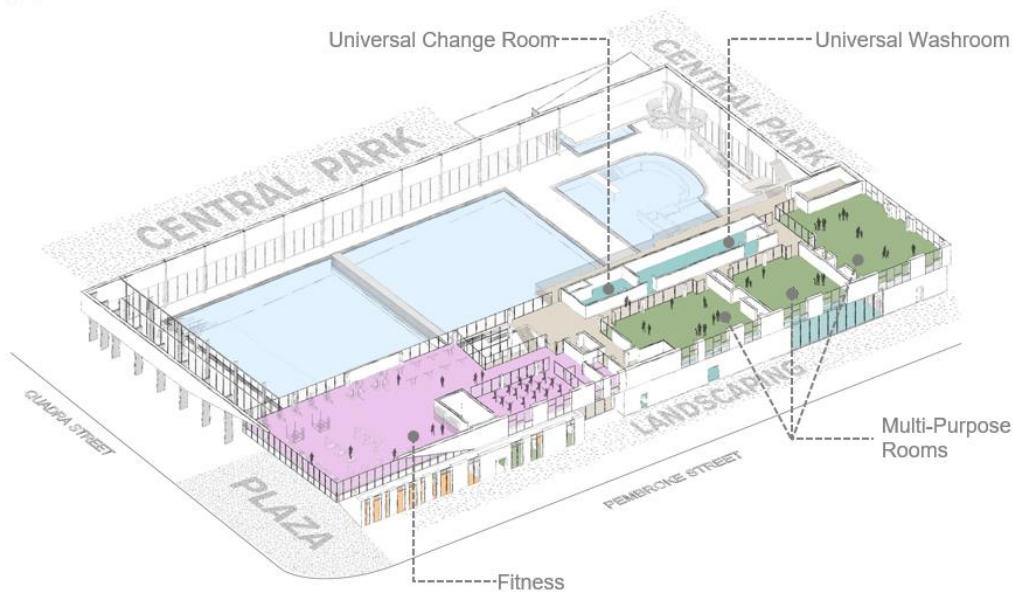 Universal Change Room
Universal Washroom
CENTRAL PARK
CENTRAL PARK
QUADRA STREET
PLAZA
LANDSCAPING
PEMBROKE STREET
Multi-Purpose
Rooms
Fitness